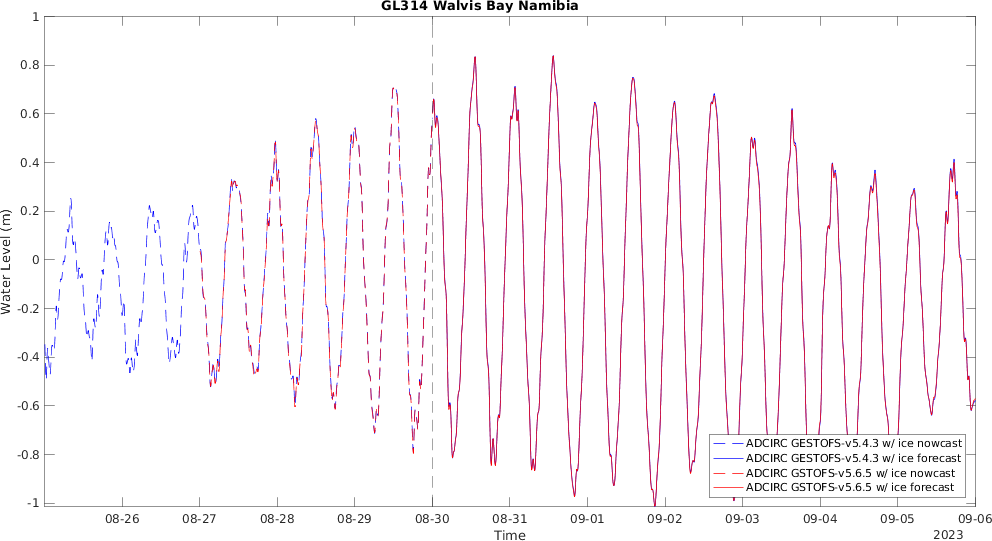 GL314 Walvis Bay Namibia
1
0.8
0.6
0.4
0.2
0
-0.2
-0.4
-0.6
-0.8
-1
Water Level (m)
ADCIRC GESTOFS-v5.4.3 w/ ice nowcast
ADCIRC GESTOFS-v5.4.3 w/ ice forecast
ADCIRC GSTOFS-v5.6.5 w/ ice nowcast
ADCIRC GSTOFS-v5.6.5 w/ ice forecast
08-26 08-27 08-28 08-29 08-30 08-31 09-01 09-02 09-03 09-04 09-05 09-06
Time
2023